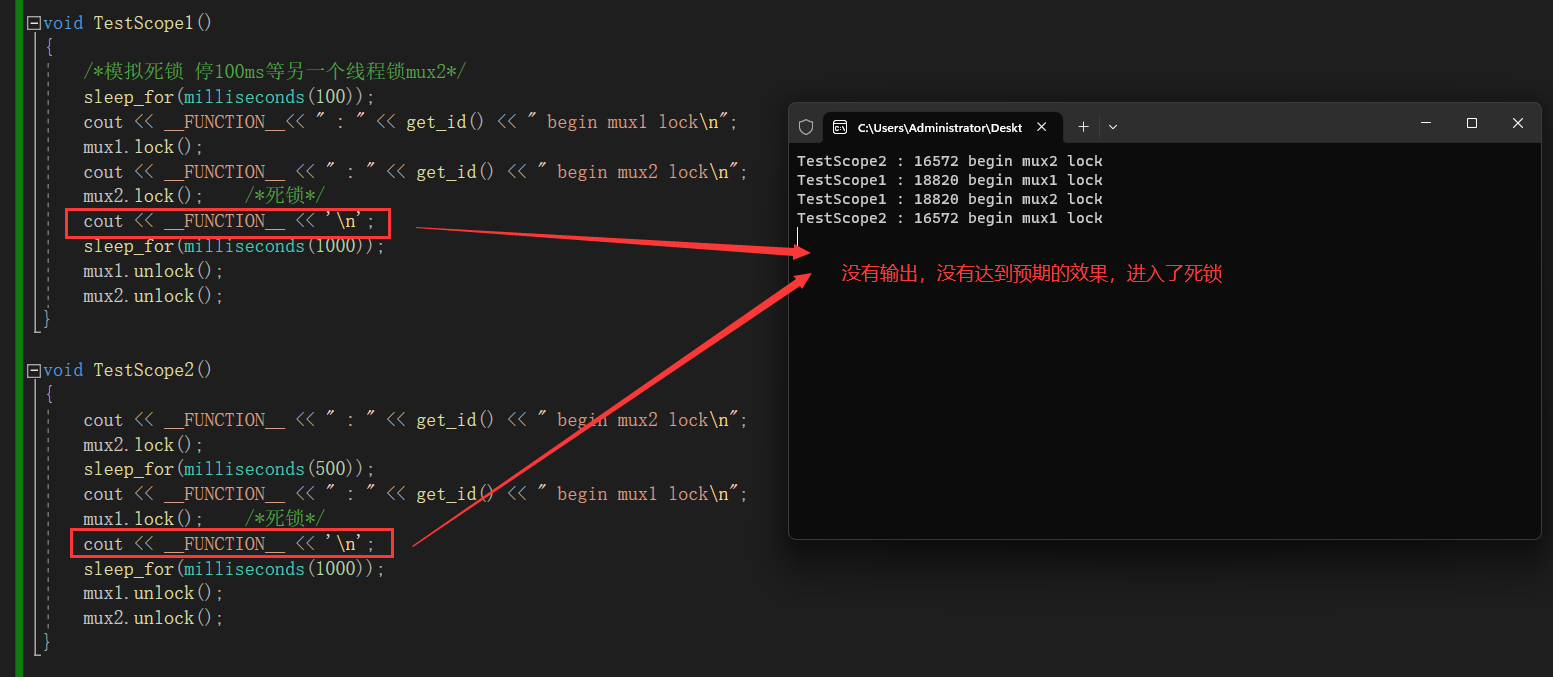 void TestScope1()
{
/*模拟死锁 停100ms等另一个线程锁mux2*/
sleep_for(milliseconds(100));
cout << __FUNCTION__<< " : " << get_id() << " begin mux1 lock\n";
mux1.lock();
cout << __FUNCTION__ << " : " << get_id() << " begin mux2 lock\n";
mux2.lock();    /*死锁*/
cout << __FUNCTION__ << '\n';
sleep_for(milliseconds(1000));
mux1.unlock();
mux2.unlock();
}
void TestScope2()
{
cout << __FUNCTION__ << " : " << get_id() << " begin mux2 lock\n";
mux2.lock();
sleep_for(milliseconds(500));
cout << __FUNCTION__ << " : " << get_id() << " begin mux1 lock\n";
mux1.lock();    /*死锁*/
cout << __FUNCTION__ << '\n';
sleep_for(milliseconds(1000));
mux1.unlock();
mux2.unlock();
}
C:\Users\Administrator\Deskt
TestScope2 : 16572 begin mux2 lock
TestScope1 : 18820 begin mux1 lock
TestScope1 : 18820 begin mux2 lock
TestScope2 : 16572 begin mux1 lock
没有输出，没有达到预期的效果，进入了死锁